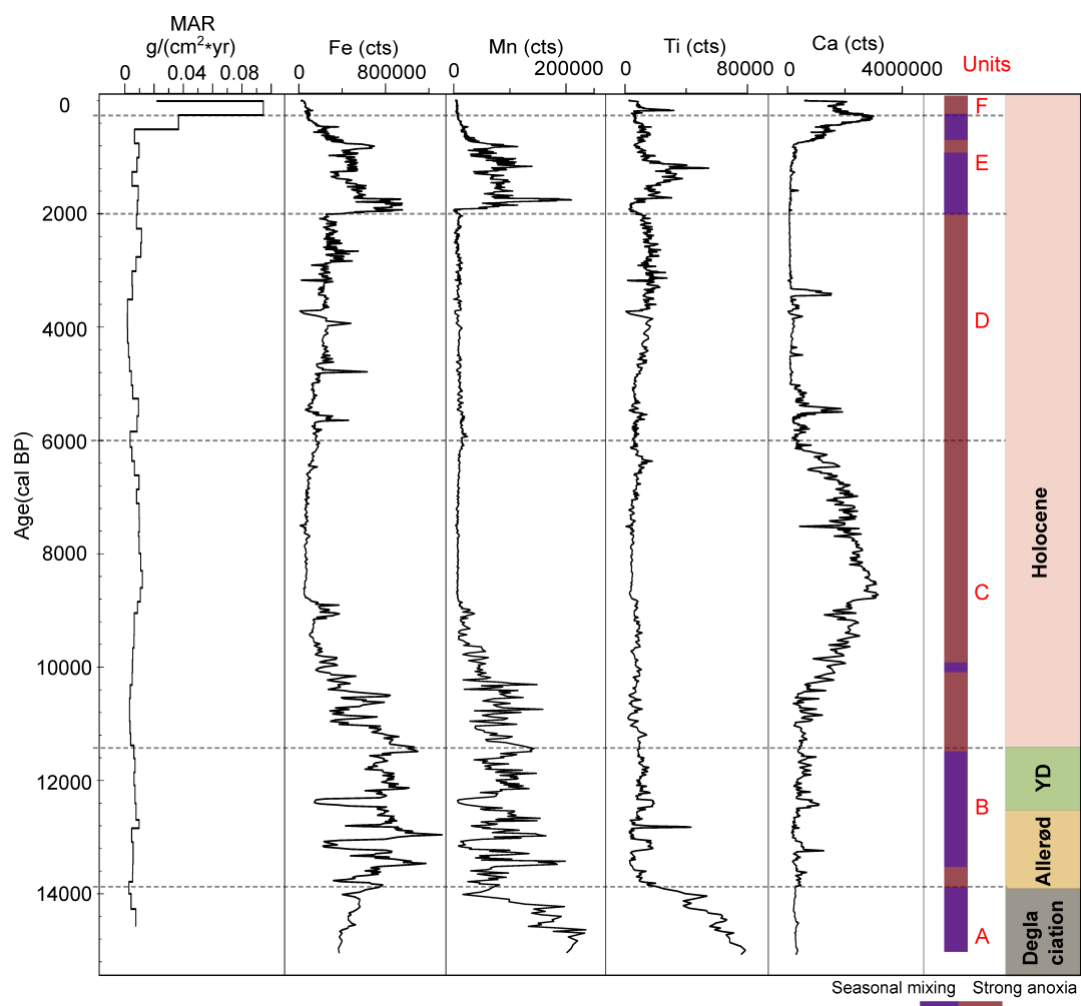 MAR
g/(cm²*yr)
0 0.04 0.08
Fe (cts)
0 800000
Mn (cts)
0 200000
Ti (cts)
0 80000
Ca (cts)
0 4000000
Units
Age(cal BP)
0
2000
4000
6000
8000
10000
12000
14000
F
E
D
C
B
A
Holocene
YD
Allerød
Degla
ciation
Seasonal mixing Strong anoxia